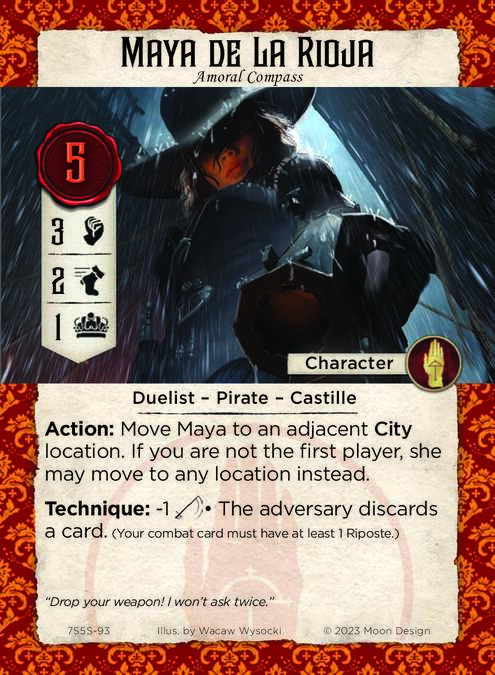 Maya de La Rioja
Amoral Compass
5
3
2
1
Character
Duelist – Pirate – Castille
Action: Move Maya to an adjacent City
location. If you are not the first player, she
may move to any location instead.
Technique: -1 • The adversary discards
a card. (Your combat card must have at least 1 Riposte.)
“Drop your weapon! I won’t ask twice.”
7S5S-93 Illus. by Wacaw Wysocki © 2023 Moon Design